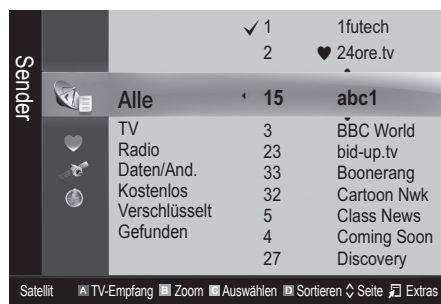 Sender
✓ 1 1futech
2 ♥ 24ore.tv
Alle 15 abc1
TV 3 BBC World
Radio 23 bid-up.tv
Daten/And. 33 Boonerang
Kostenlos 32 Cartoon Nwk
Verschlüsselt 5 Class News
Gefunden 4 Coming Soon
27 Discovery
Satellit A TV-Empfang B Zoom C Auswählen D Sortieren Seite Extras